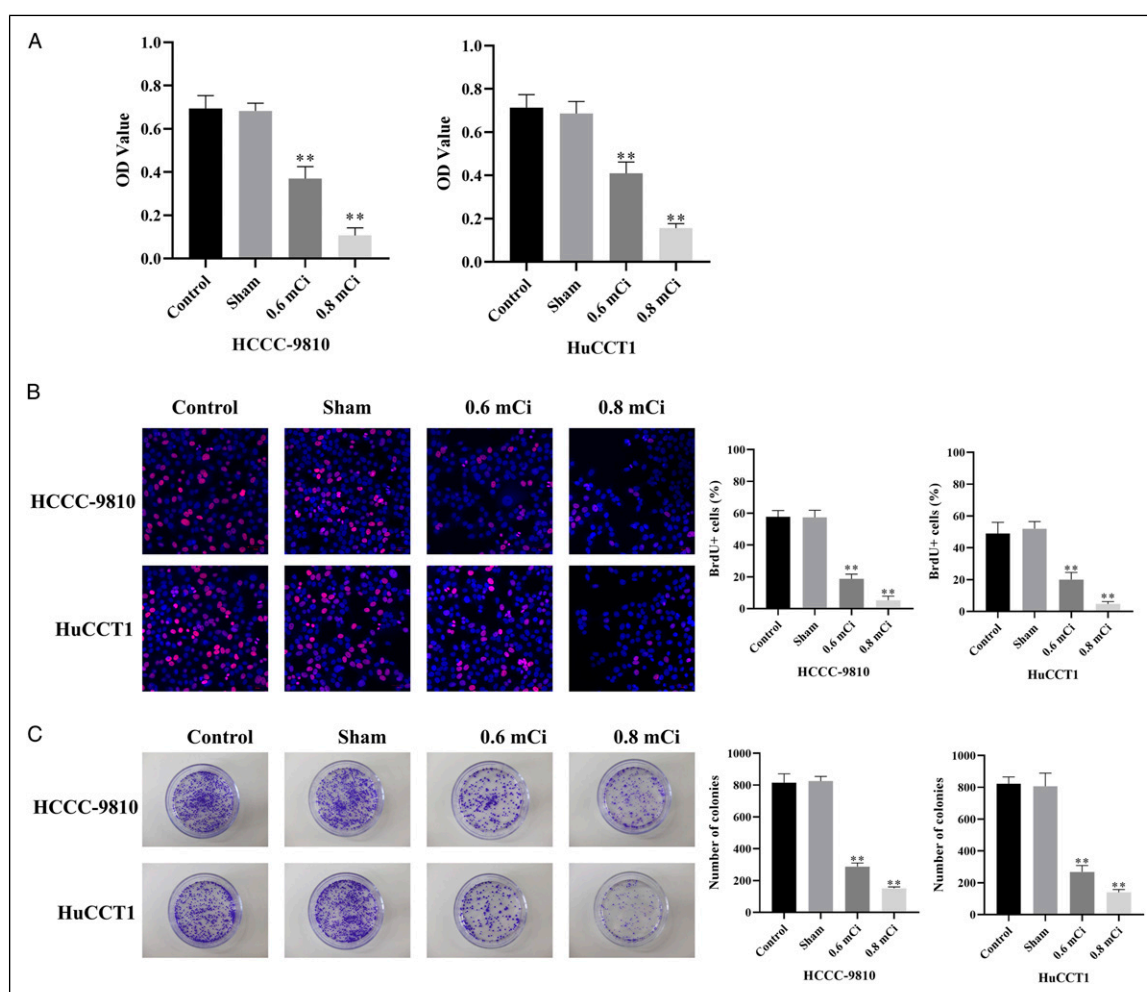 A
1.0
0.8
0.6
0.4
0.2
0.0
OD Value
**
**
Control
Sham
0.6 mCi
0.8 mCi
HCCC-9810
1.0
0.8
0.6
0.4
0.2
0.0
OD Value
**
**
Control
Sham
0.6 mCi
0.8 mCi
HuCCT1
B
Control Sham 0.6 mCi 0.8 mCi
HCCC-9810
HuCCT1
100
80
60
40
20
0
BrdU+ cells (%)
**
**
Control
Sham
0.6 mCi
0.8 mCi
HCCC-9810
100
80
60
40
20
0
BrdU+ cells (%)
**
**
Control
Sham
0.6 mCi
0.8 mCi
HuCCT1
C
Control Sham 0.6 mCi 0.8 mCi
HCCC-9810
HuCCT1
1000
800
600
400
200
0
Number of colonies
**
**
Control
Sham
0.6 mCi
0.8 mCi
HCCC-9810
1000
800
600
400
200
0
Number of colonies
**
**
Control
Sham
0.6 mCi
0.8 mCi
HuCCT1